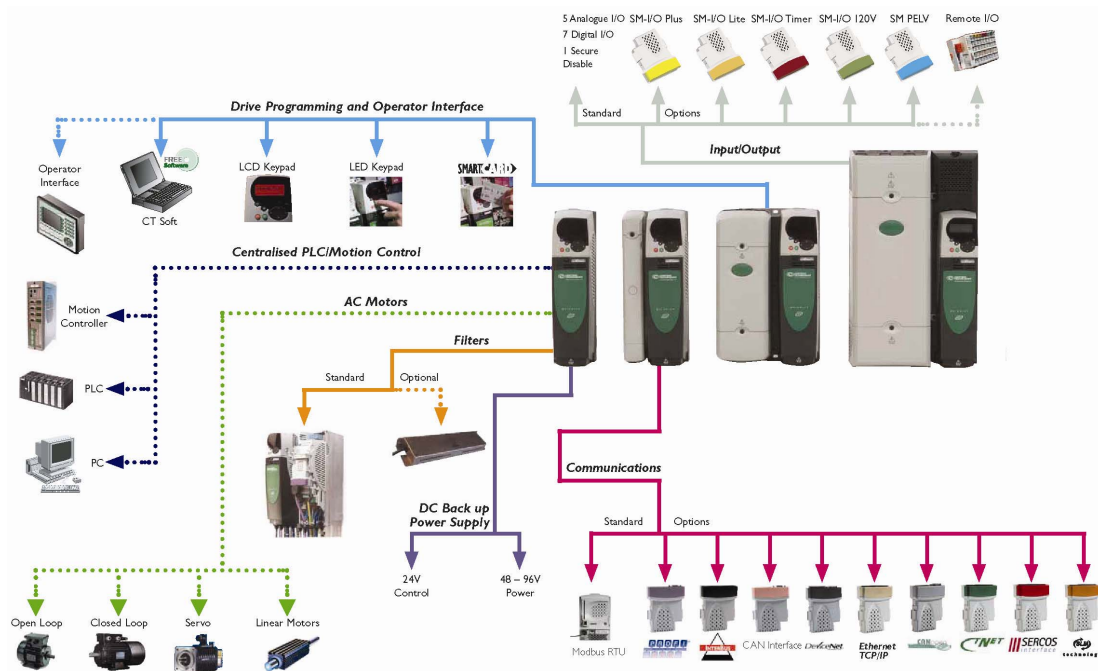 5 Analogue I/O
7 Digital I/O
1 Secure
Disable
SM-I/O Plus
SM-I/O Lite
SM-I/O Timer
SM-I/O 120V
SM PELV
Remote I/O
Standard
Options
Input/Output
Drive Programming and Operator Interface
Operator
Interface
FREE
Software
CT Soft
LCD Keypad
LED Keypad
SMARTCARD
Centralised PLC/Motion Control
Motion
Controller
PLC
PC
AC Motors
Open Loop
Closed Loop
Servo
Linear Motors
Filters
Standard
Optional
DC Back up
Power Supply
24V
Control
48 – 96V
Power
Communications
Standard
Options
Modbus RTU
CAN Interface
DeviceNet
Ethernet
TCP/IP
CTNET
SERCOS
interface